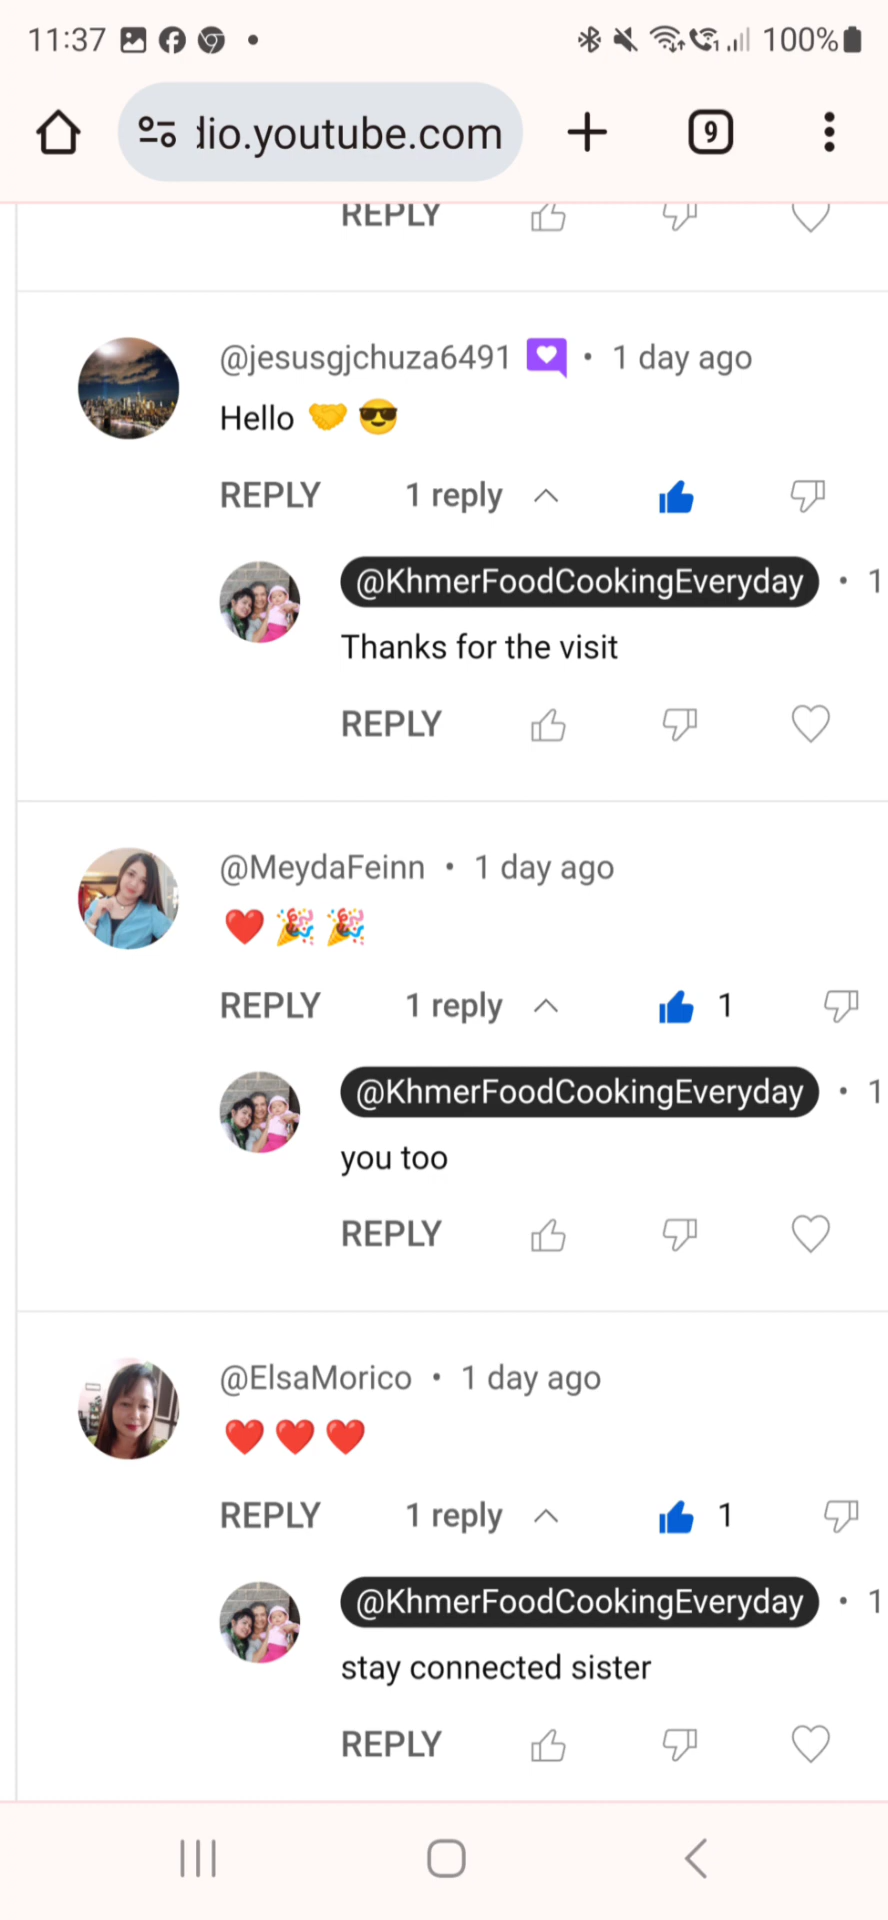 11:37 100%
dio.youtube.com 9
REPLY
@jesusgjchuza6491 • 1 day ago
Hello 🤝 😎
REPLY 1 reply
@KhmerFoodCookingEveryday • 1
Thanks for the visit
REPLY
@MeydaFeinn • 1 day ago
❤️ 🎉 🎉
REPLY 1 reply 1
@KhmerFoodCookingEveryday • 1
you too
REPLY
@ElsaMorico • 1 day ago
❤️ ❤️ ❤️
REPLY 1 reply 1
@KhmerFoodCookingEveryday • 1
stay connected sister
REPLY